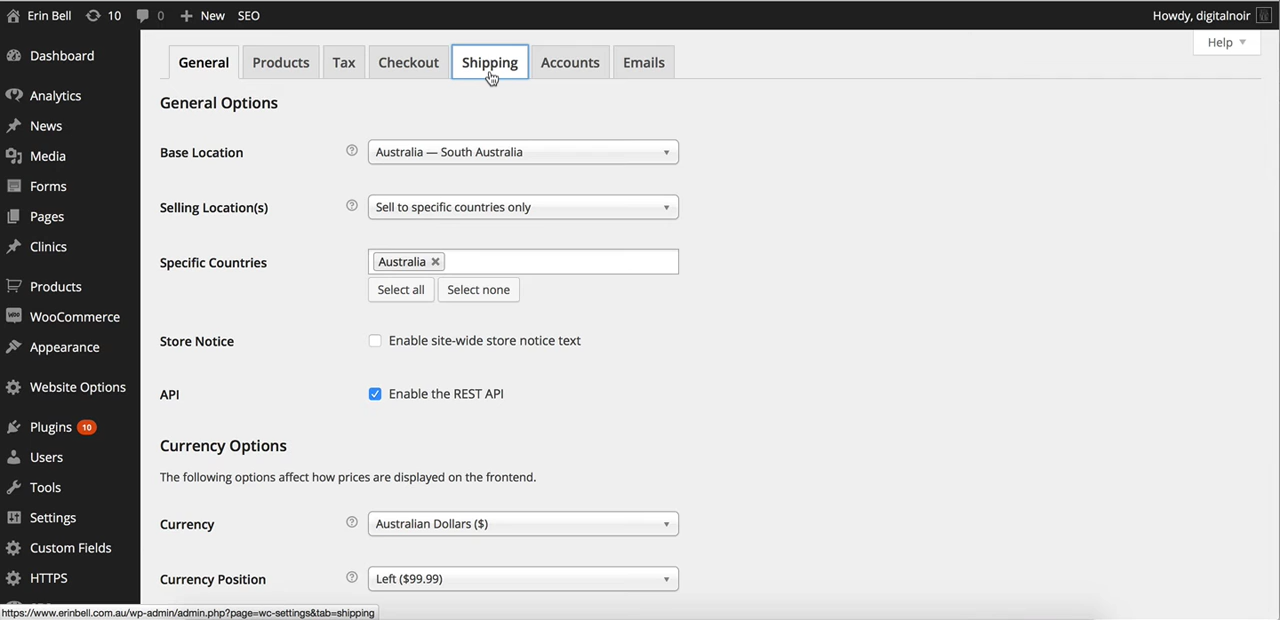 Erin Bell 10 0 New SEO Howdy, digitalnoir
Help
General Products Tax Checkout Shipping Accounts Emails
Dashboard
Analytics
News
Media
Forms
Pages
Clinics
Products
WooCommerce
Appearance
Website Options
Plugins 10
Users
Tools
Settings
Custom Fields
HTTPS
General Options
Base Location ? Australia — South Australia
Selling Location(s) ? Sell to specific countries only
Specific Countries Australia ×
Select all Select none
Store Notice Enable site-wide store notice text
API Enable the REST API
Currency Options
The following options affect how prices are displayed on the frontend.
Currency ? Australian Dollars ($)
Currency Position ? Left ($99.99)
https://www.erinbell.com.au/wp-admin/admin.php?page=wc-settings&tab=shipping